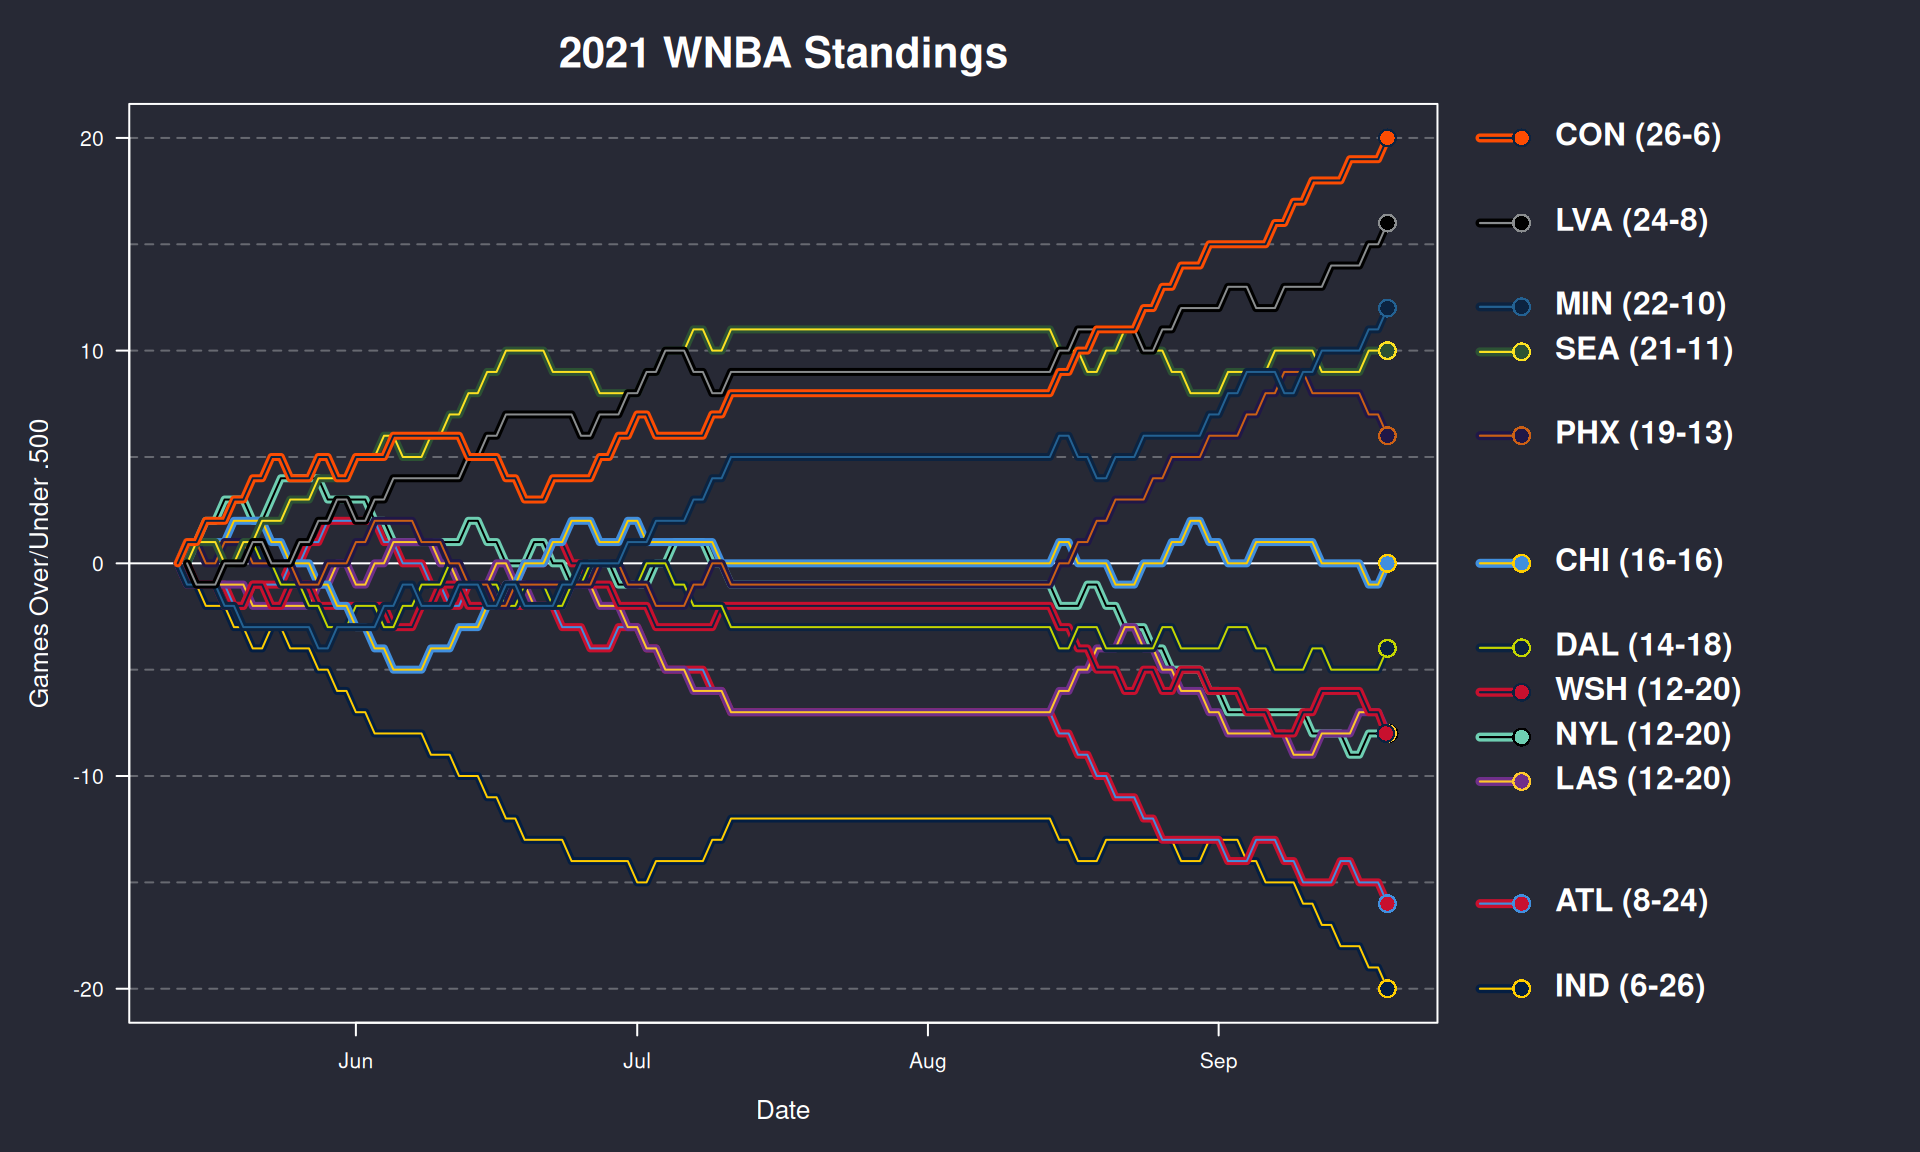 2021 WNBA Standings
Games Over/Under .500
20
10
0
-10
-20
Jun
Jul
Aug
Sep
Date
CON (26-6)
LVA (24-8)
MIN (22-10)
SEA (21-11)
PHX (19-13)
CHI (16-16)
DAL (14-18)
WSH (12-20)
NYL (12-20)
LAS (12-20)
ATL (8-24)
IND (6-26)